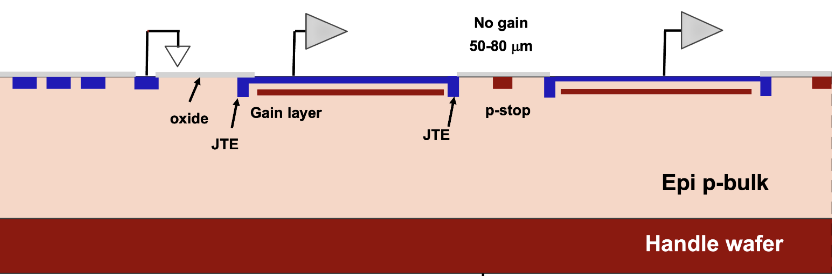 No gain
50-80 μm
oxide
JTE
Gain layer
JTE
p-stop
Epi p-bulk
Handle wafer